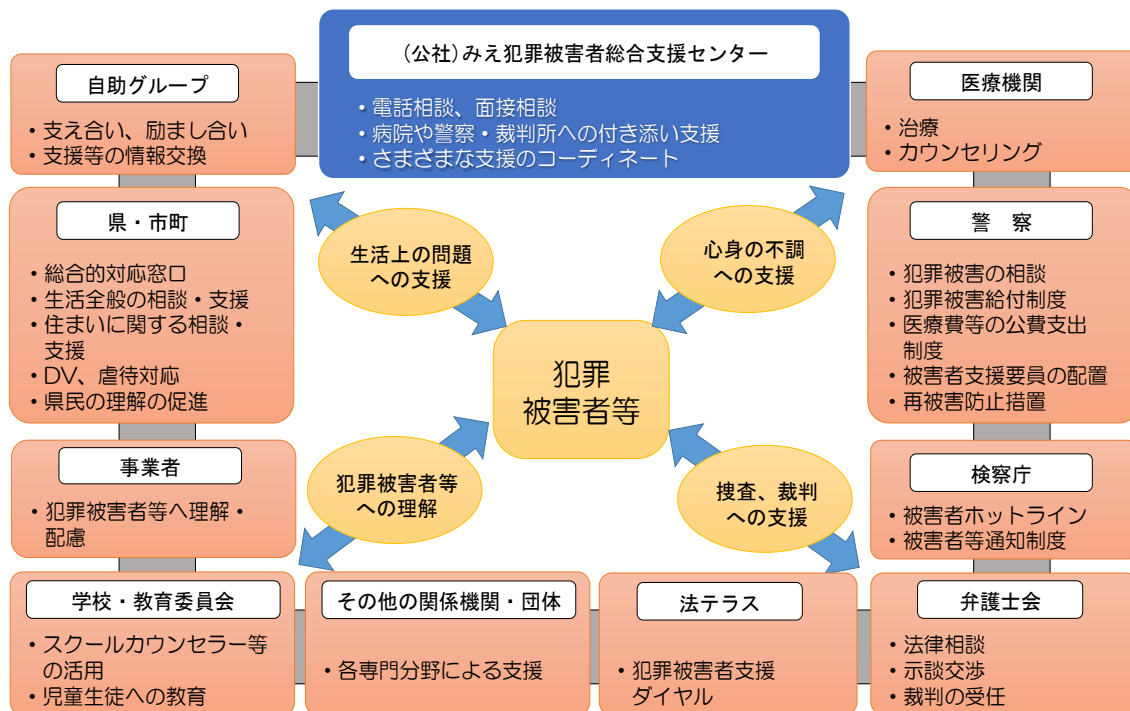 (公社)みえ犯罪被害者総合支援センター
・電話相談、面接相談
・病院や警察・裁判所への付き添い支援
・さまざまな支援のコーディネート
自助グループ
・支え合い、励まし合い
・支援等の情報交換
医療機関
・治療
・カウンセリング
県・市町
・総合的対応窓口
・生活全般の相談・支援
・住まいに関する相談・
支援
・DV、虐待対応
・県民の理解の促進
生活上の問題
への支援
心身の不調
への支援
警　察
・犯罪被害の相談
・犯罪被害給付制度
・医療費等の公費支出
制度
・被害者支援要員の配置
・再被害防止措置
犯罪
被害者等
事業者
・犯罪被害者等へ理解・
配慮
犯罪被害者等
への理解
捜査、裁判
への支援
検察庁
・被害者ホットライン
・被害者等通知制度
学校・教育委員会
・スクールカウンセラー等
の活用
・児童生徒への教育
その他の関係機関・団体
・各専門分野による支援
法テラス
・犯罪被害者支援
ダイヤル
弁護士会
・法律相談
・示談交渉
・裁判の受任